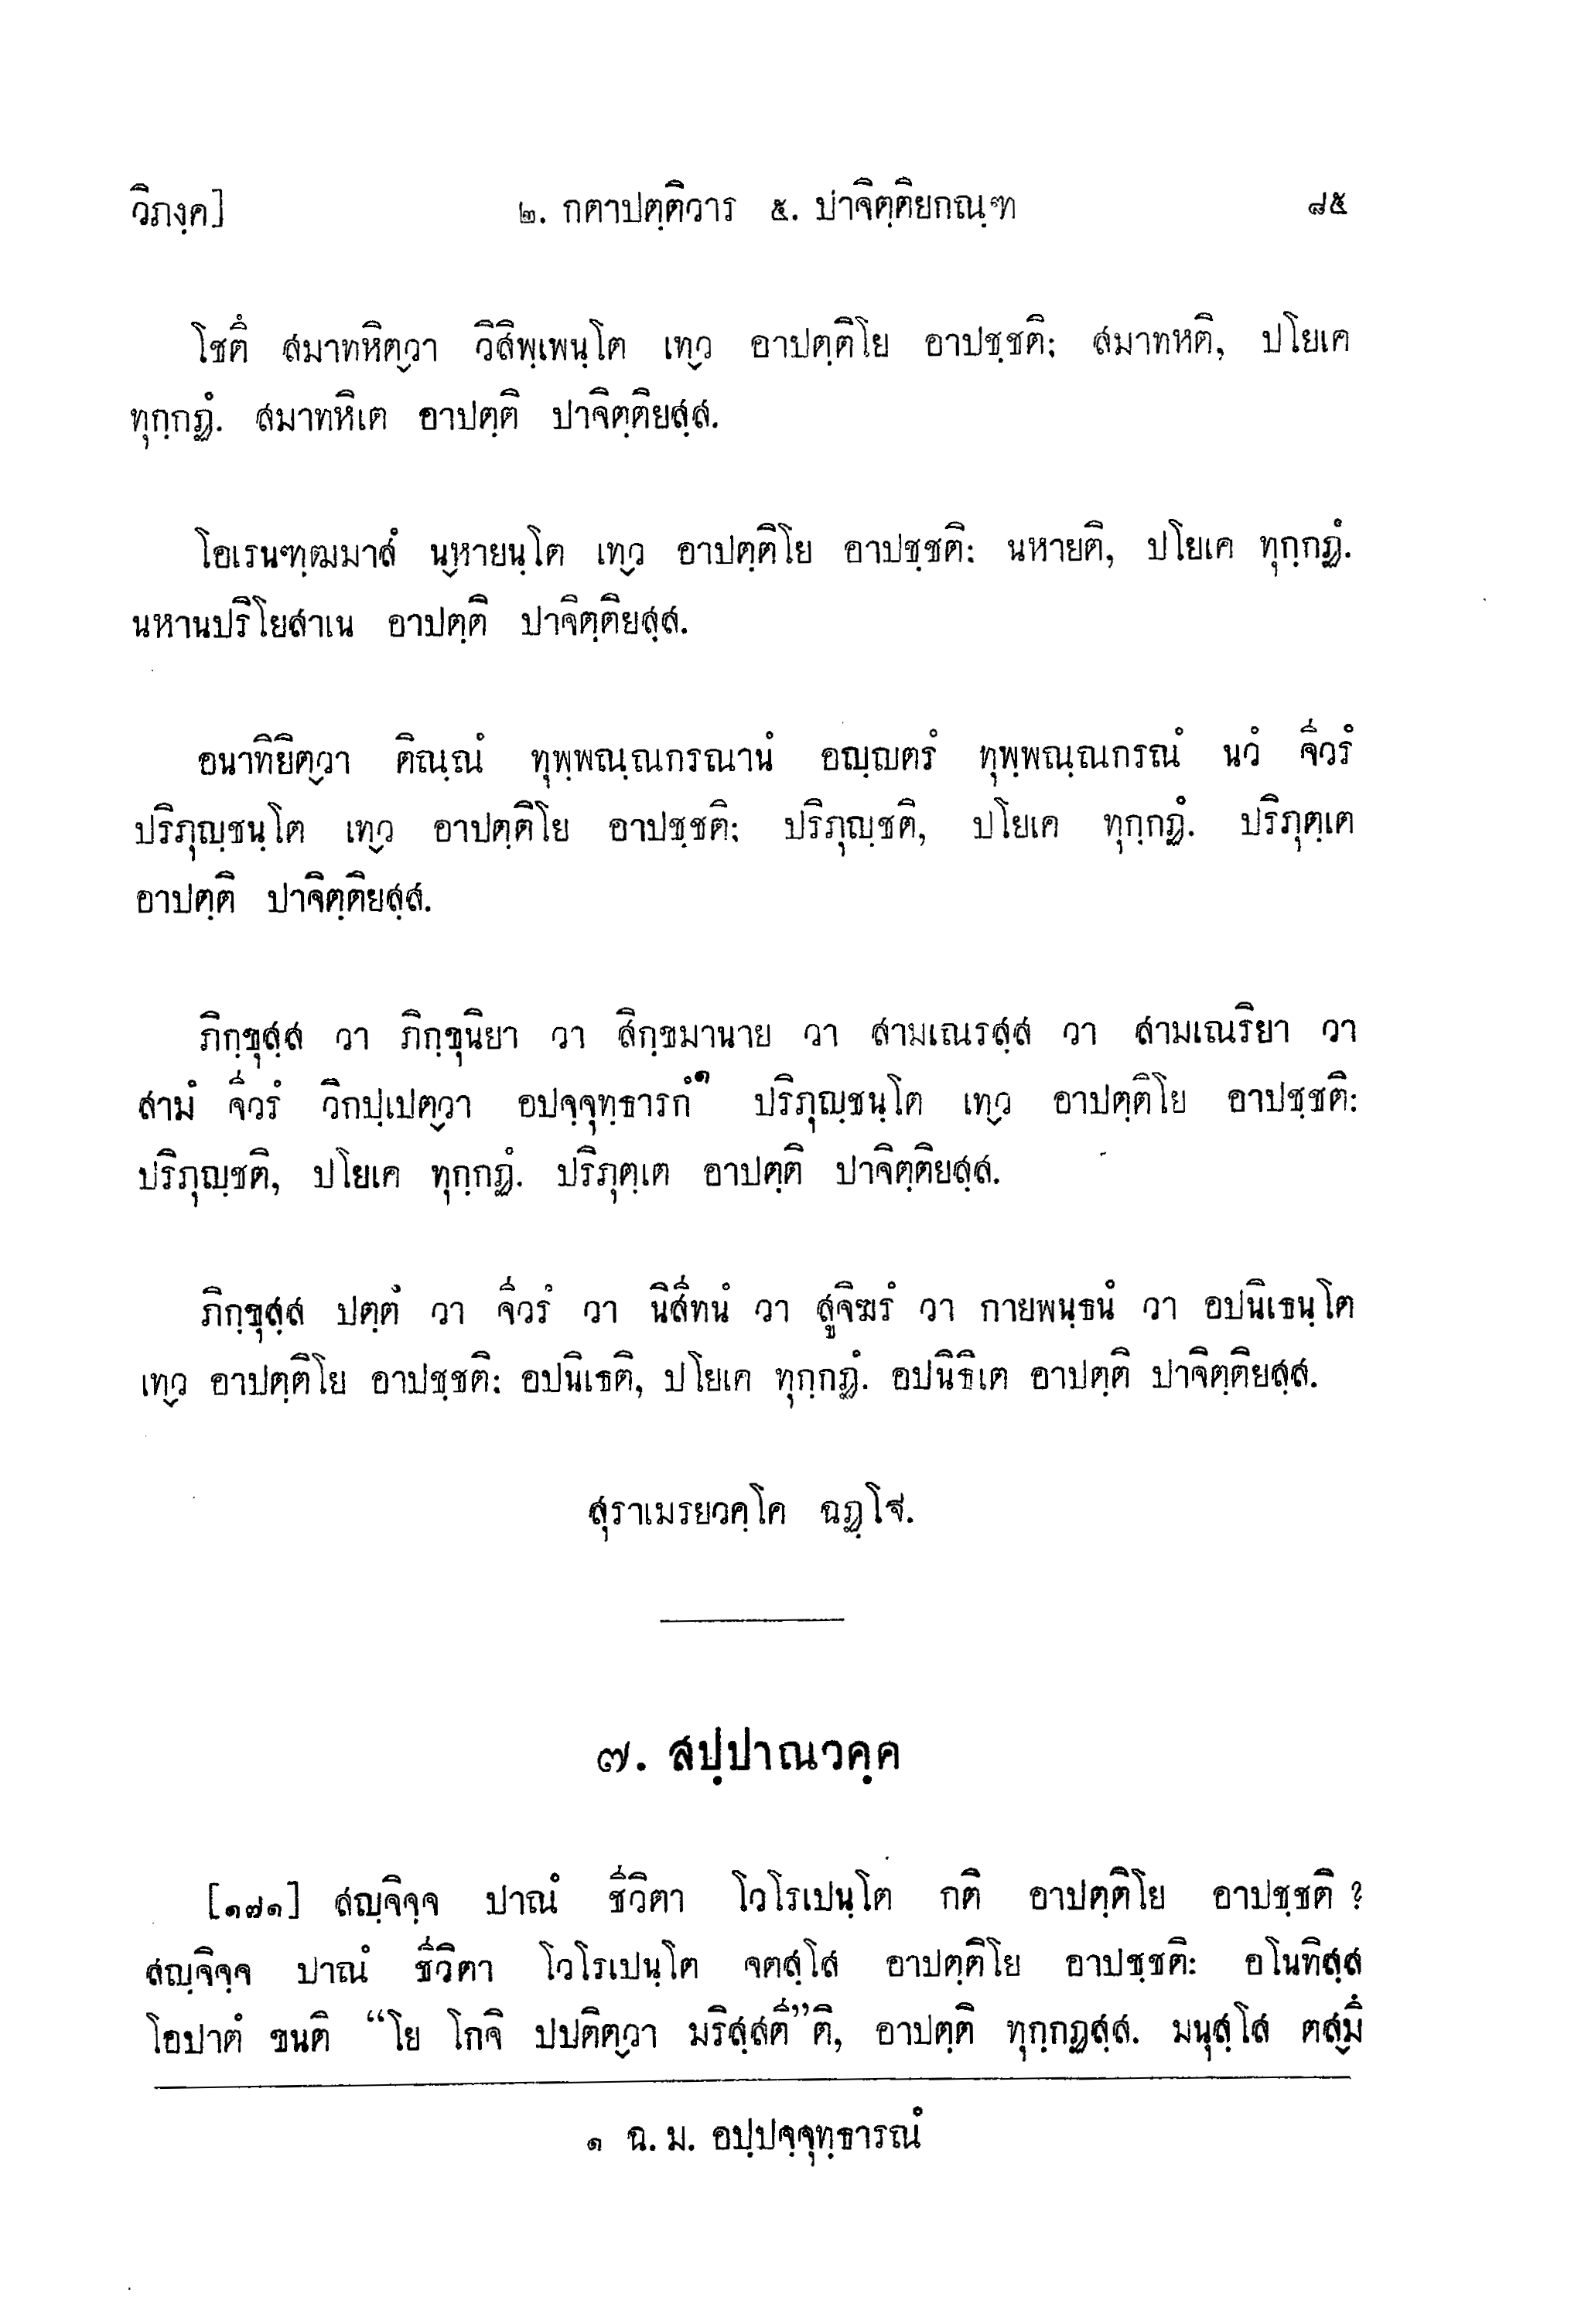 วิภงฺค]
๒. กตาปตฺติวาร ๕. ปาจิตฺติยกณฺฑ
๘๕
โชตึ สมาทหิตฺวา วิสิพฺเพนฺโต เทฺว อาปตฺติโย อาปชฺชติ: สมาทหติ, ปโยเค
ทุกฺกฏํ. สมาทหิเต อาปตฺติ ปาจิตฺติยสฺส.
โอเรนฑฺฒมาสํ นฺหายนฺโต เทฺว อาปตฺติโย อาปชฺชติ: นหายติ, ปโยเค ทุกฺกฏํ.
นหานปริโยสาเน อาปตฺติ ปาจิตฺติยสฺส.
อนาทิยิตฺวา ติณฺณํ ทุพฺพณฺณกรณานํ อญฺญตรํ ทุพฺพณฺณกรณํ นวํ จีวรํ
ปริภุญฺชนฺโต เทฺว อาปตฺติโย อาปชฺชติ: ปริภุญฺชติ, ปโยเค ทุกฺกฏํ. ปริภุตฺเต
อาปตฺติ ปาจิตฺติยสฺส.
ภิกฺขุสฺส วา ภิกฺขุนิยา วา สิกฺขมานาย วา สามเณรสฺส วา สามเณริยา วา
สามํ จีวรํ วิกปฺเปตฺวา อปจฺจุทฺธารกํ๑ ปริภุญฺชนฺโต เทฺว อาปตฺติโย อาปชฺชติ:
ปริภุญฺชติ, ปโยเค ทุกฺกฏํ. ปริภุตฺเต อาปตฺติ ปาจิตฺติยสฺส.
ภิกฺขุสฺส ปตฺตํ วา จีวรํ วา นิสีทนํ วา สูจิฆรํ วา กายพนฺธนํ วา อปนิเธนฺโต
เทฺว อาปตฺติโย อาปชฺชติ: อปนิเธติ, ปโยเค ทุกฺกฏํ. อปนิธิเต อาปตฺติ ปาจิตฺติยสฺส.
สุราเมรยวคฺโค ฉฏฺโฐ.
๗. สปฺปาณวคฺค
[๑๗๑] สญฺจิจฺจ ปาณํ ชีวิตา โวโรเปนฺโต กติ อาปตฺติโย อาปชฺชติ ?
สญฺจิจฺจ ปาณํ ชีวิตา โวโรเปนฺโต จตสฺโส อาปตฺติโย อาปชฺชติ: อโนทิสฺส
โอปาตํ ขนติ “โย โกจิ ปปติตฺวา มริสฺสตี”ติ, อาปตฺติ ทุกฺกฏสฺส. มนุสฺโส ตสฺมึ
๑ ฉ. ม. อปฺปจฺจุทฺธารณํ